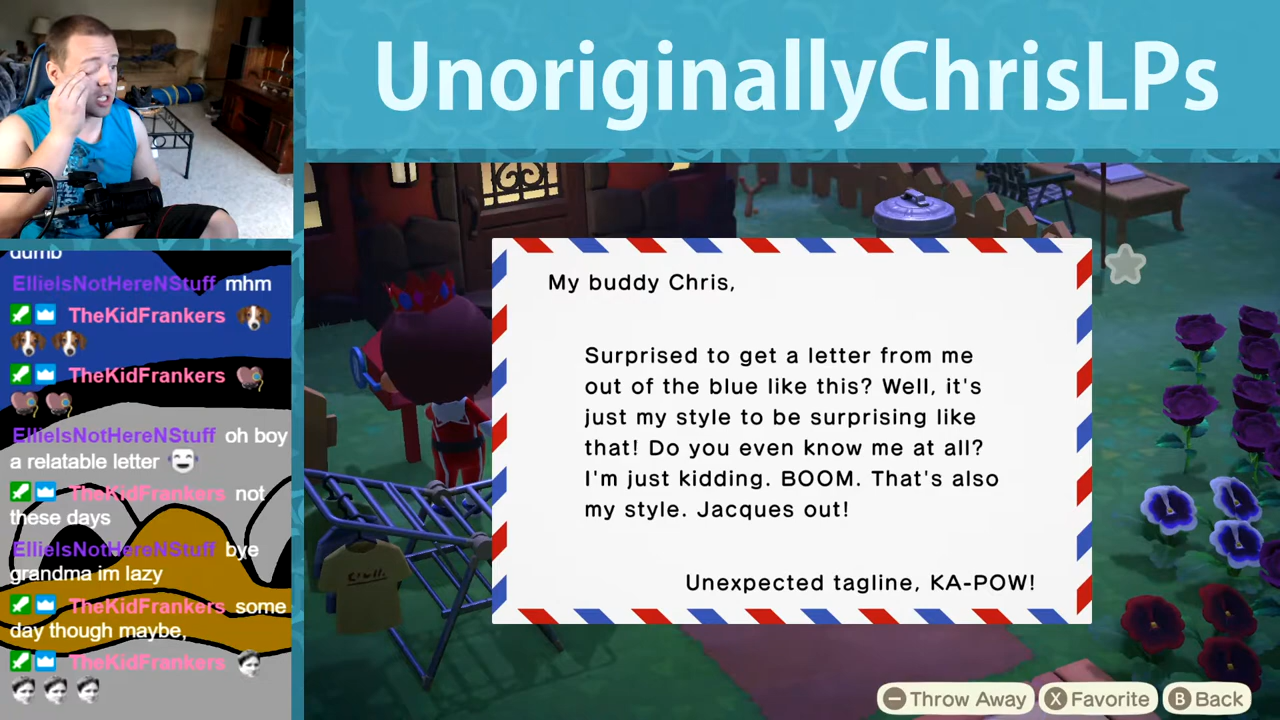 UnoriginallyChrisLPs
dumb
EllieIsNotHereNStuff mhm
TheKidFrankers
TheKidFrankers
EllieIsNotHereNStuff oh boy
a relatable letter
TheKidFrankers not
these days
EllieIsNotHereNStuff bye
grandma im lazy
TheKidFrankers some
day though maybe,
TheKidFrankers
My buddy Chris,
Surprised to get a letter from me
out of the blue like this? Well, it's
just my style to be surprising like
that! Do you even know me at all?
I'm just kidding. BOOM. That's also
my style. Jacques out!
Unexpected tagline, KA-POW!
Throw Away
X Favorite
B Back